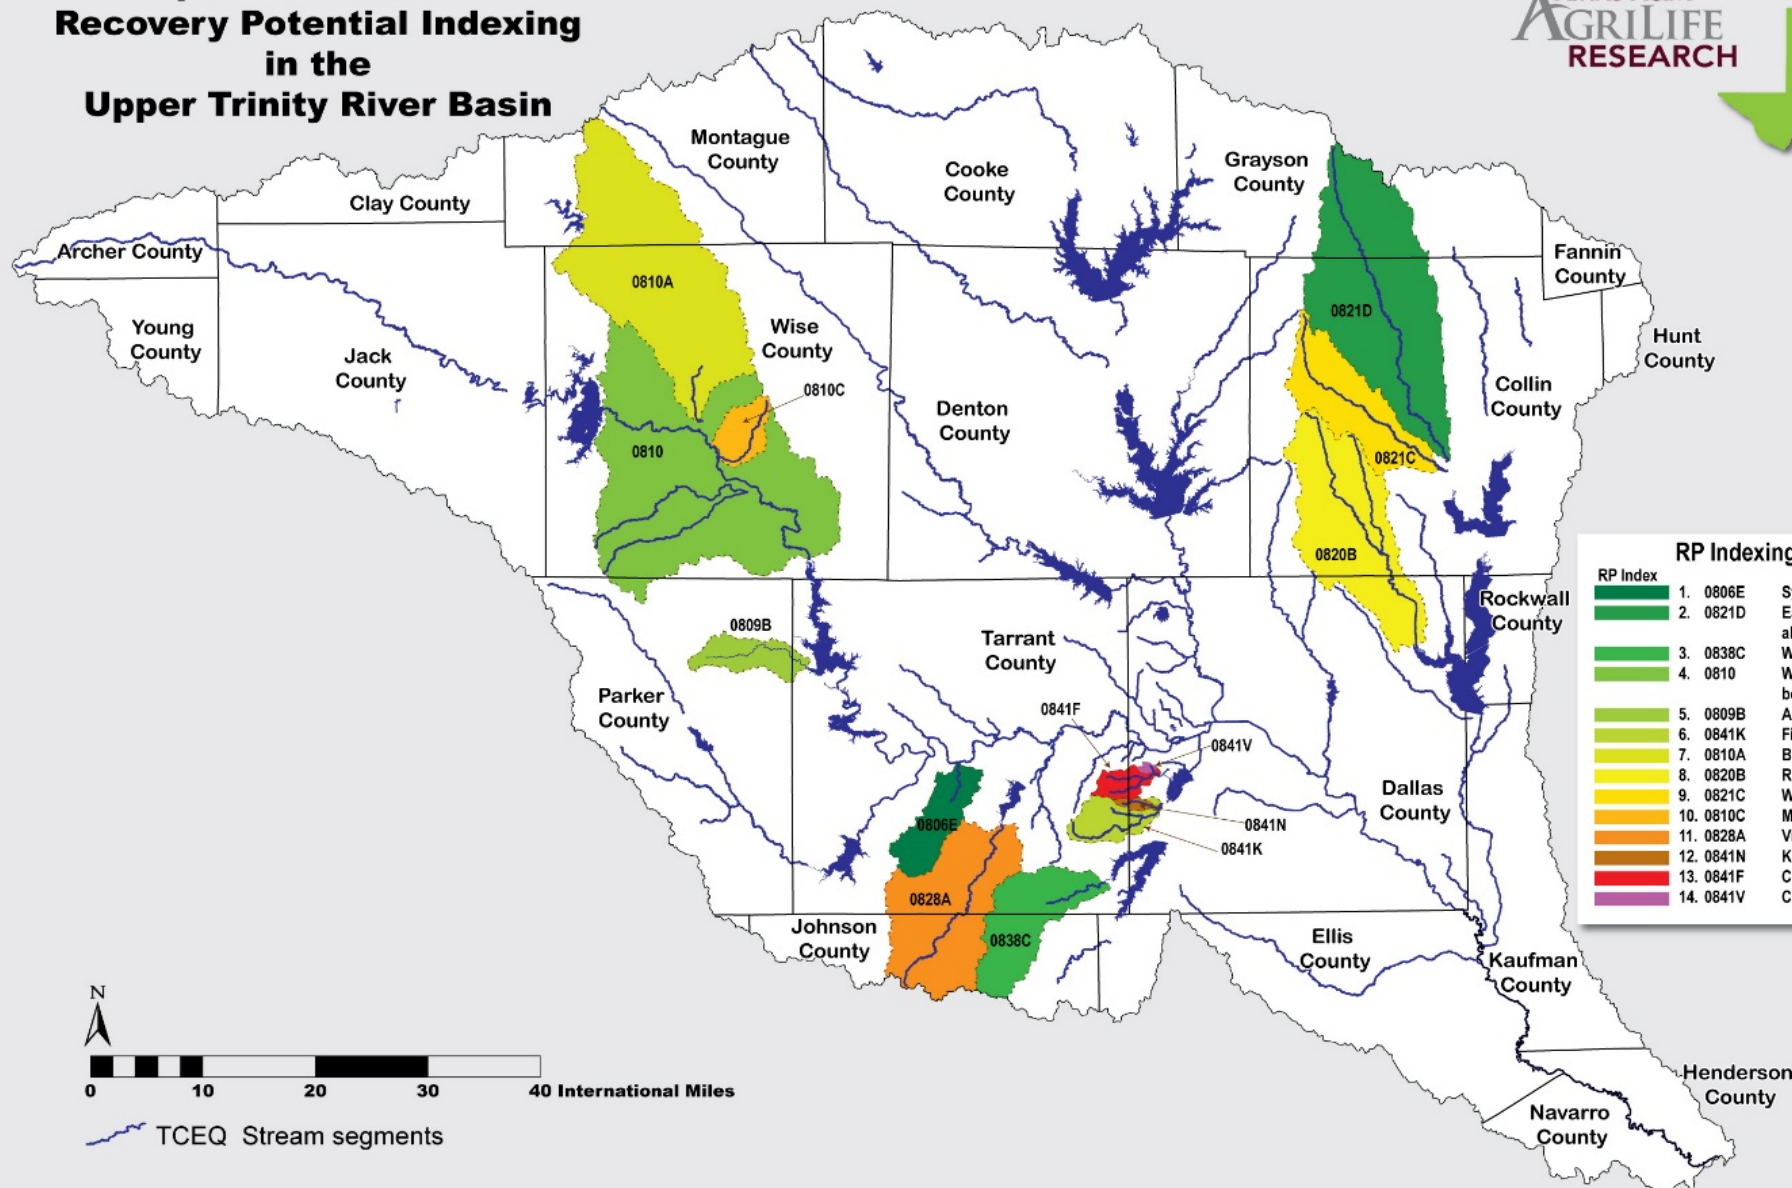 Recovery Potential Indexing
in the
Upper Trinity River Basin
AGRILIFE
RESEARCH
Montague
County
Cooke
County
Grayson
County
Clay County
Archer County
Fannin
County
Young
County
Jack
County
Wise
County
Hunt
County
Collin
County
Denton
County
0810A
0810C
0810
0821D
0821C
0820B
Rockwall
County
0809B
Tarrant
County
Parker
County
0841F
0841V
Dallas
County
0806E
0841N
0841K
0828A
0838C
Johnson
County
Ellis
County
Kaufman
County
Henderson
County
Navarro
County
RP Indexing
RP Index
1. 0806E
2. 0821D
3. 0838C
4. 0810
5. 0809B
6. 0841K
7. 0810A
8. 0820B
9. 0821C
10. 0810C
11. 0828A
12. 0841N
13. 0841F
14. 0841V
N
0 10 20 30 40 International Miles
TCEQ Stream segments